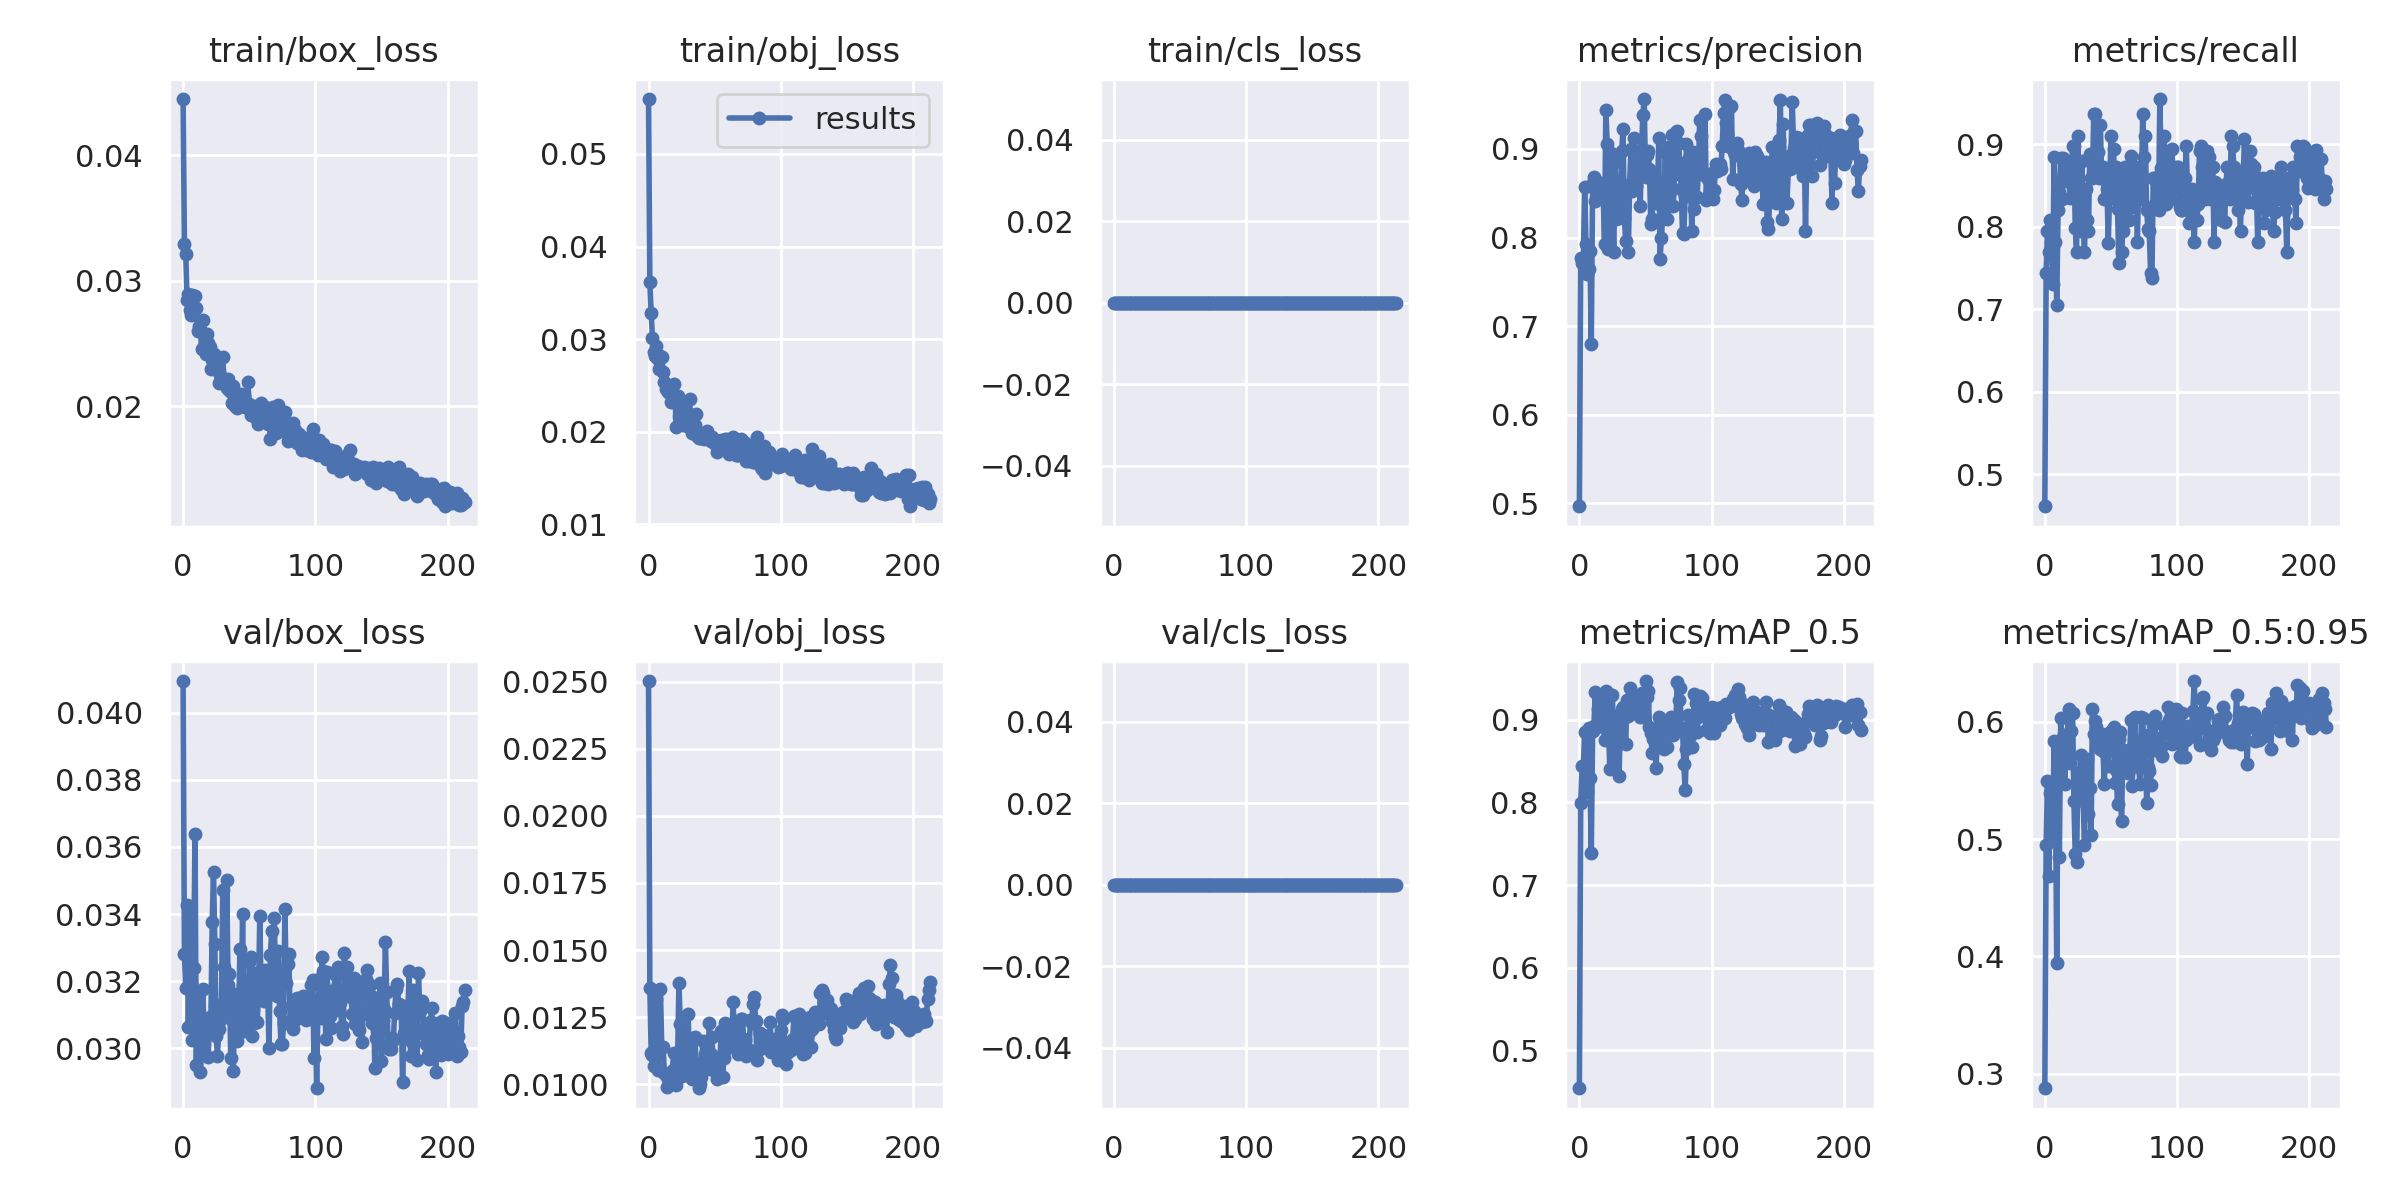 train/box_loss
0.04
0.03
0.02
0 100 200
train/obj_loss
results
0.05
0.04
0.03
0.02
0.01
0 100 200
train/cls_loss
0.04
0.02
0.00
−0.02
−0.04
0 100 200
metrics/precision
0.9
0.8
0.7
0.6
0.5
0 100 200
metrics/recall
0.9
0.8
0.7
0.6
0.5
0 100 200
val/box_loss
0.040
0.038
0.036
0.034
0.032
0.030
0 100 200
val/obj_loss
0.0250
0.0225
0.0200
0.0175
0.0150
0.0125
0.0100
0 100 200
val/cls_loss
0.04
0.02
0.00
−0.02
−0.04
0 100 200
metrics/mAP_0.5
0.9
0.8
0.7
0.6
0.5
0 100 200
metrics/mAP_0.5:0.95
0.6
0.5
0.4
0.3
0 100 200